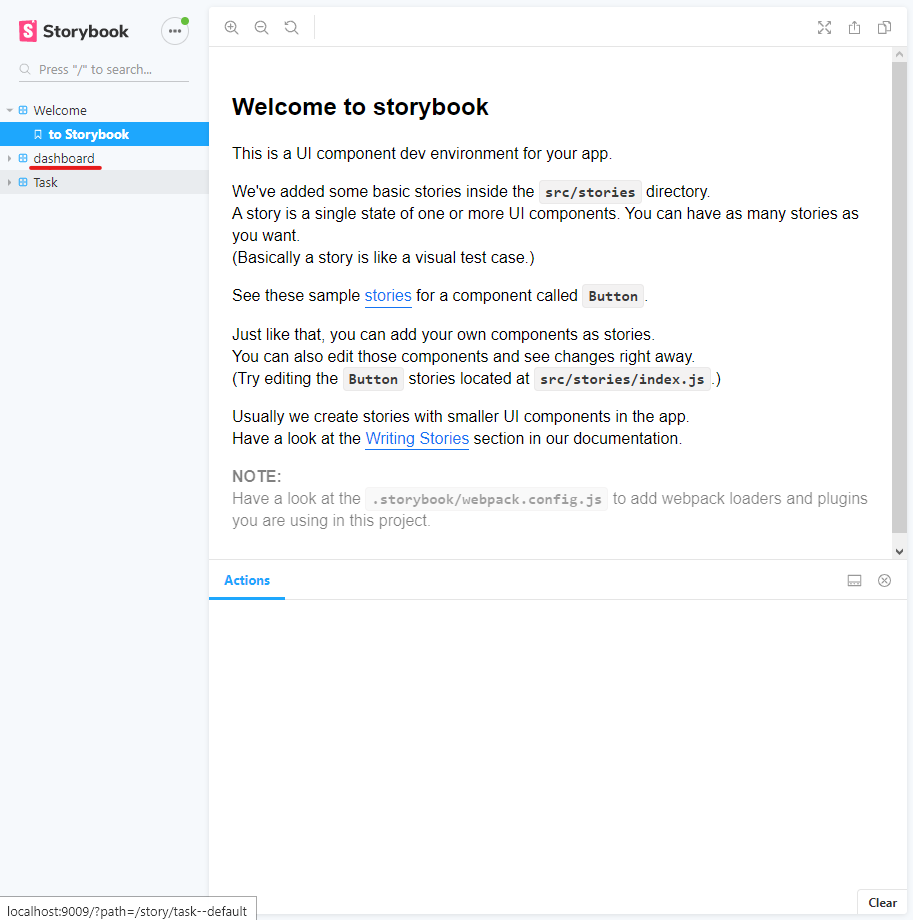 Storybook
Press "/" to search...
Welcome
to Storybook
dashboard
Task
Welcome to storybook
This is a UI component dev environment for your app.
We've added some basic stories inside the src/stories directory.
A story is a single state of one or more UI components. You can have as many stories as
you want.
(Basically a story is like a visual test case.)
See these sample stories for a component called Button.
Just like that, you can add your own components as stories.
You can also edit those components and see changes right away.
(Try editing the Button stories located at src/stories/index.js.)
Usually we create stories with smaller UI components in the app.
Have a look at the Writing Stories section in our documentation.
NOTE:
Have a look at the .storybook/webpack.config.js to add webpack loaders and plugins
you are using in this project.
Actions
Clear
localhost:9009/?path=/story/task--default